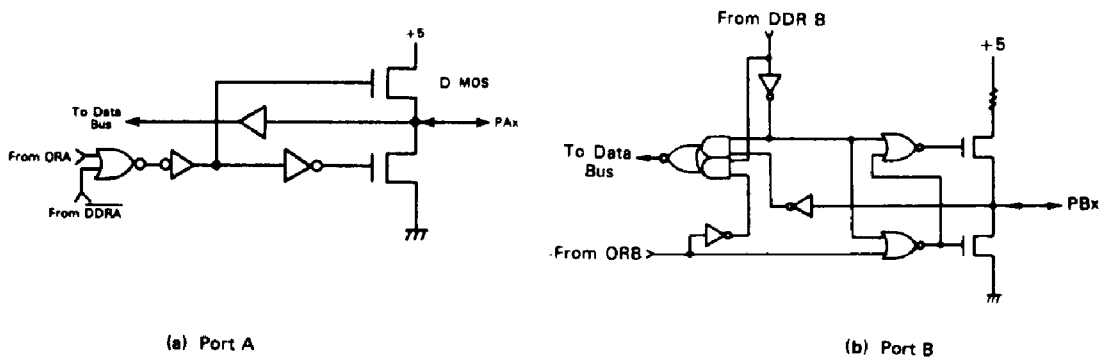 +5
D MOS
To Data
Bus
PAx
From ORA
From DDRA
(a) Port A
From DDR B
+5
To Data
Bus
PBx
From ORB
(b) Port B